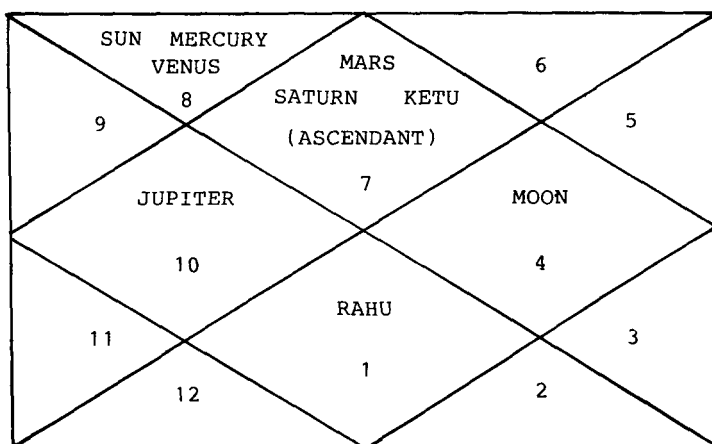 SUN MERCURY
VENUS
8
MARS
SATURN KETU
(ASCENDANT)
7
6
5
9
JUPITER
10
MOON
4
RAHU
1
11
12
2
3